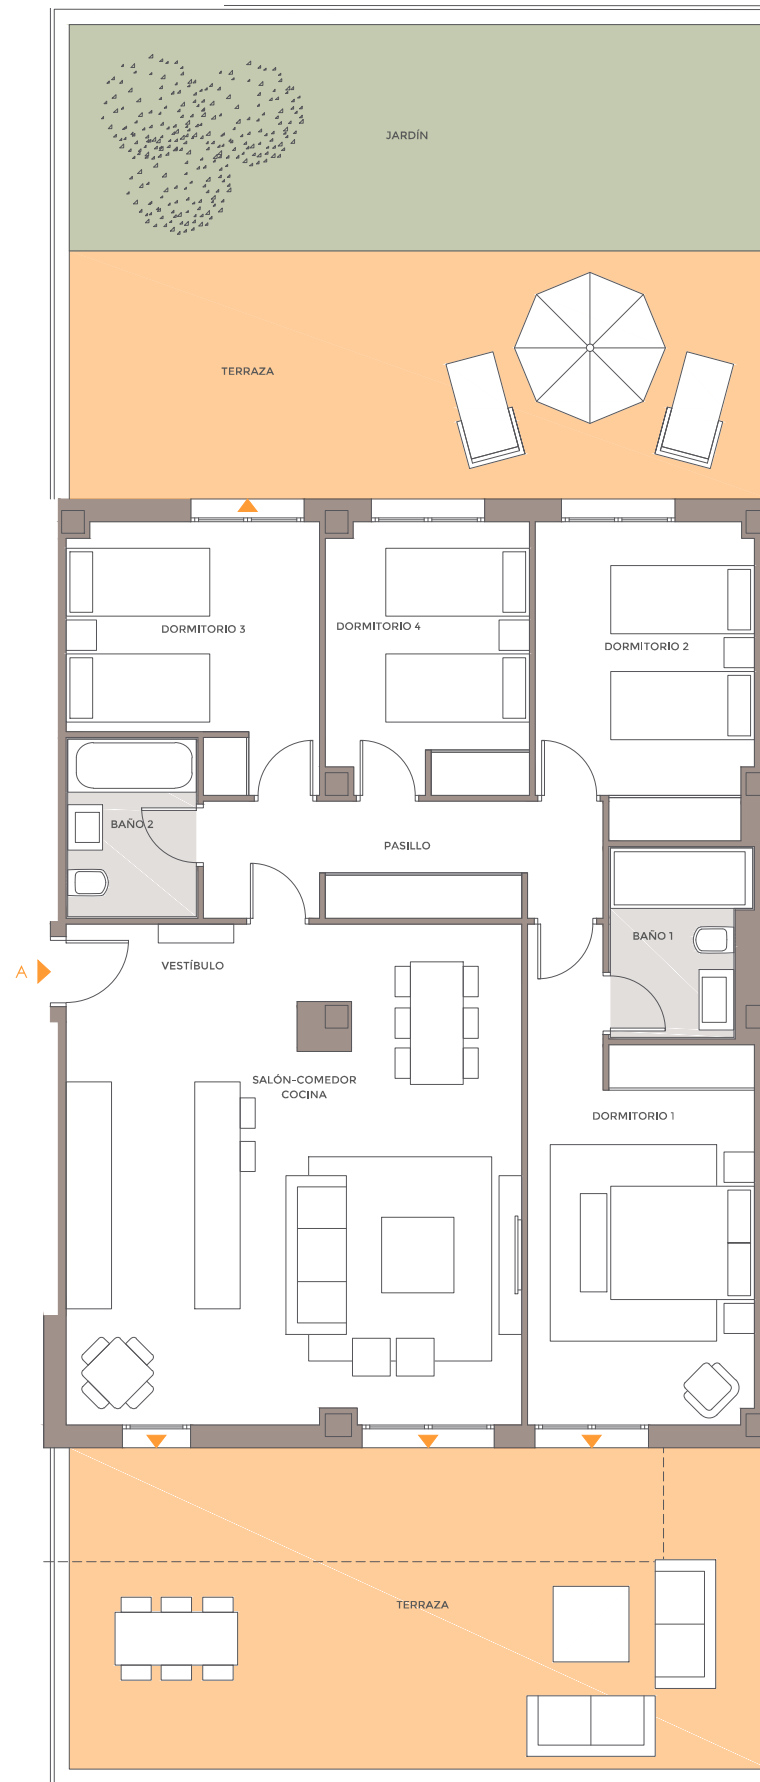 JARDÍN
TERRAZA
DORMITORIO 3
DORMITORIO 4
DORMITORIO 2
BAÑO 2
PASILLO
BAÑO 1
VESTÍBULO
A
SALÓN-COMEDOR
COCINA
DORMITORIO 1
TERRAZA